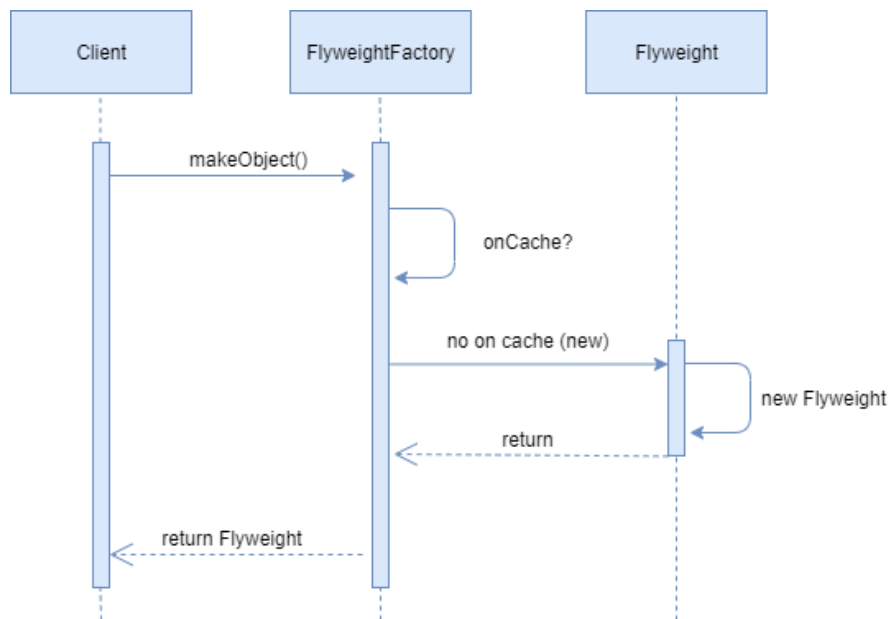 Client
FlyweightFactory
Flyweight
makeObject()
onCache?
no on cache (new)
new Flyweight
return
return Flyweight